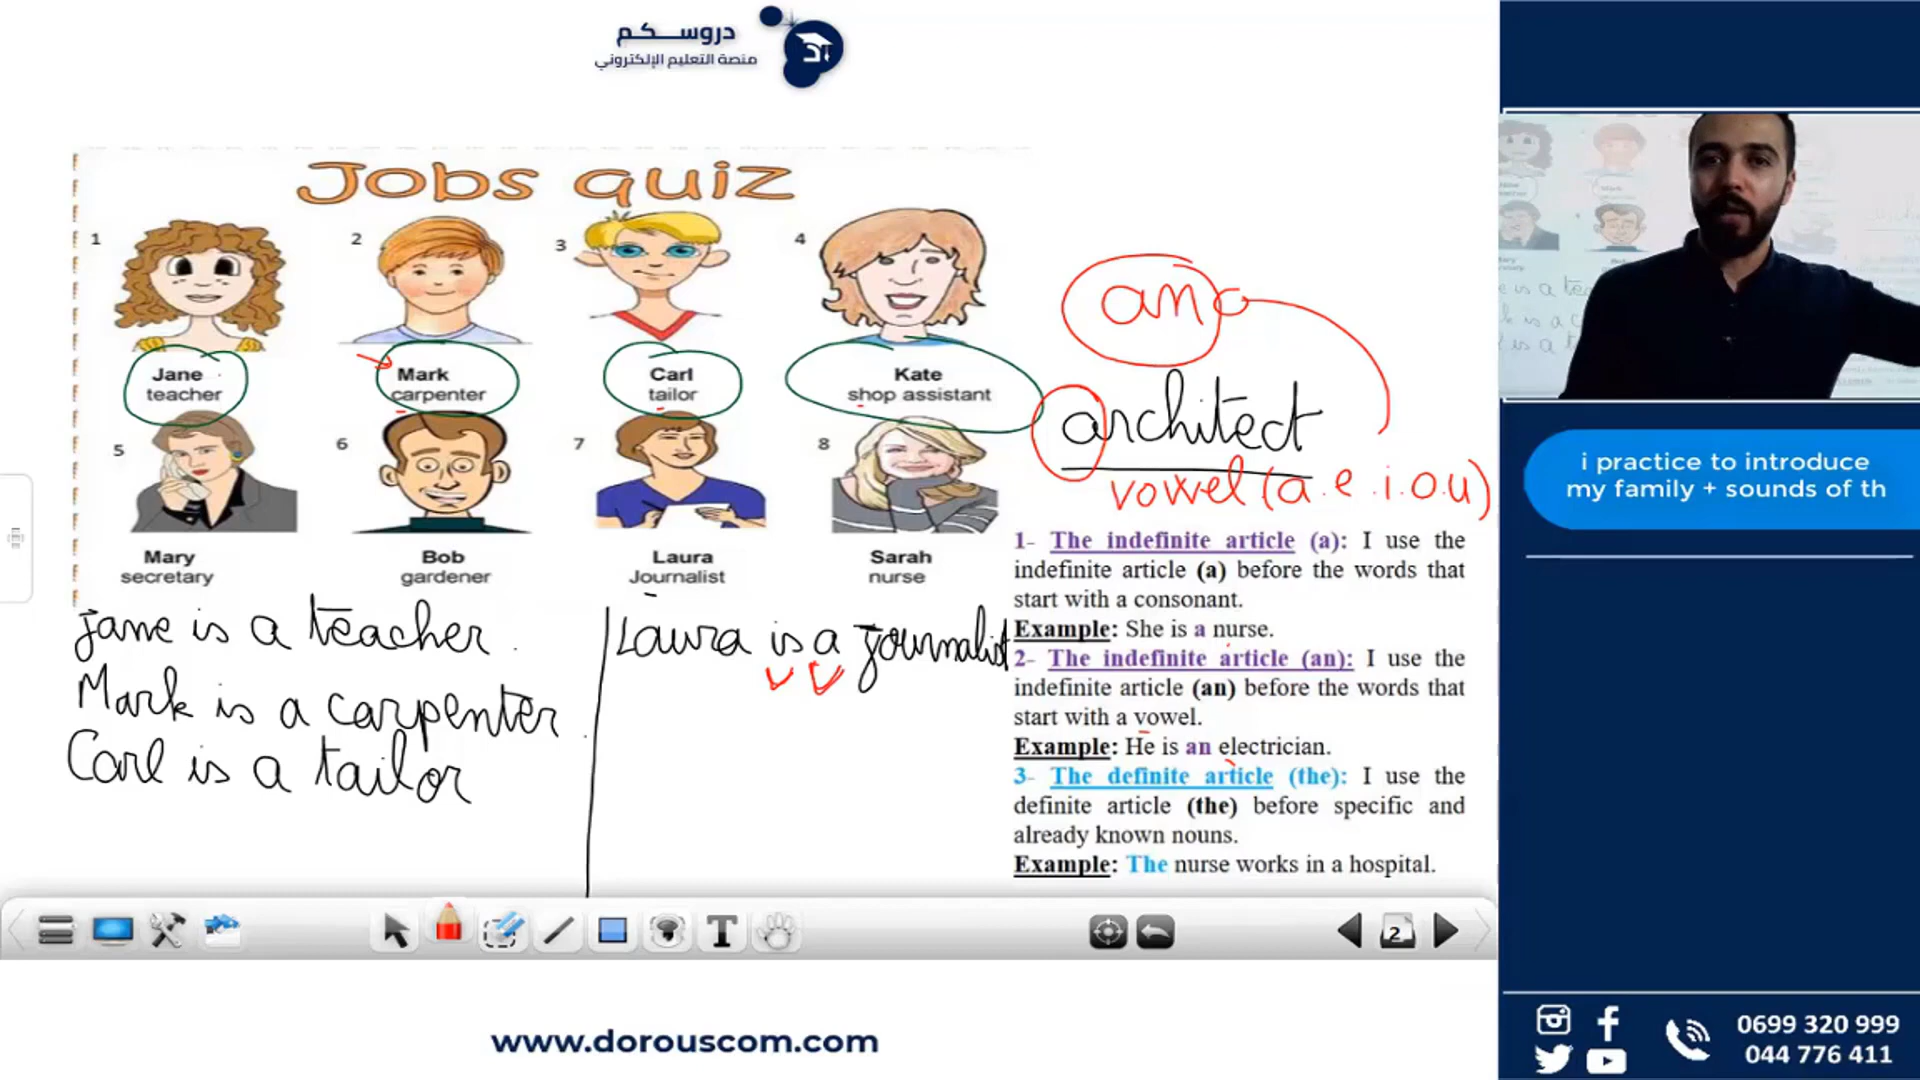 دروســكـم
منصة التعليم الإلكتروني
Jobs quiz
1
2
3
4
Jane
teacher
Mark
carpenter
Carl
tailor
Kate
shop assistant
5
6
7
8
Mary
secretary
Bob
gardener
Laura
Journalist
Sarah
nurse
Jane is a teacher.
Mark is a carpenter.
Carl is a tailor
Laura is a journalist
an
architect
vowel (a.e.i.o.u)
1- The indefinite article (a): I use the
indefinite article (a) before the words that
start with a consonant.
Example: She is a nurse.
2- The indefinite article (an): I use the
indefinite article (an) before the words that
start with a vowel.
Example: He is an electrician.
3- The definite article (the): I use the
definite article (the) before specific and
already known nouns.
Example: The nurse works in a hospital.
T
2
i practice to introduce
my family + sounds of th
www.dorouscom.com
0699 320 999
044 776 411